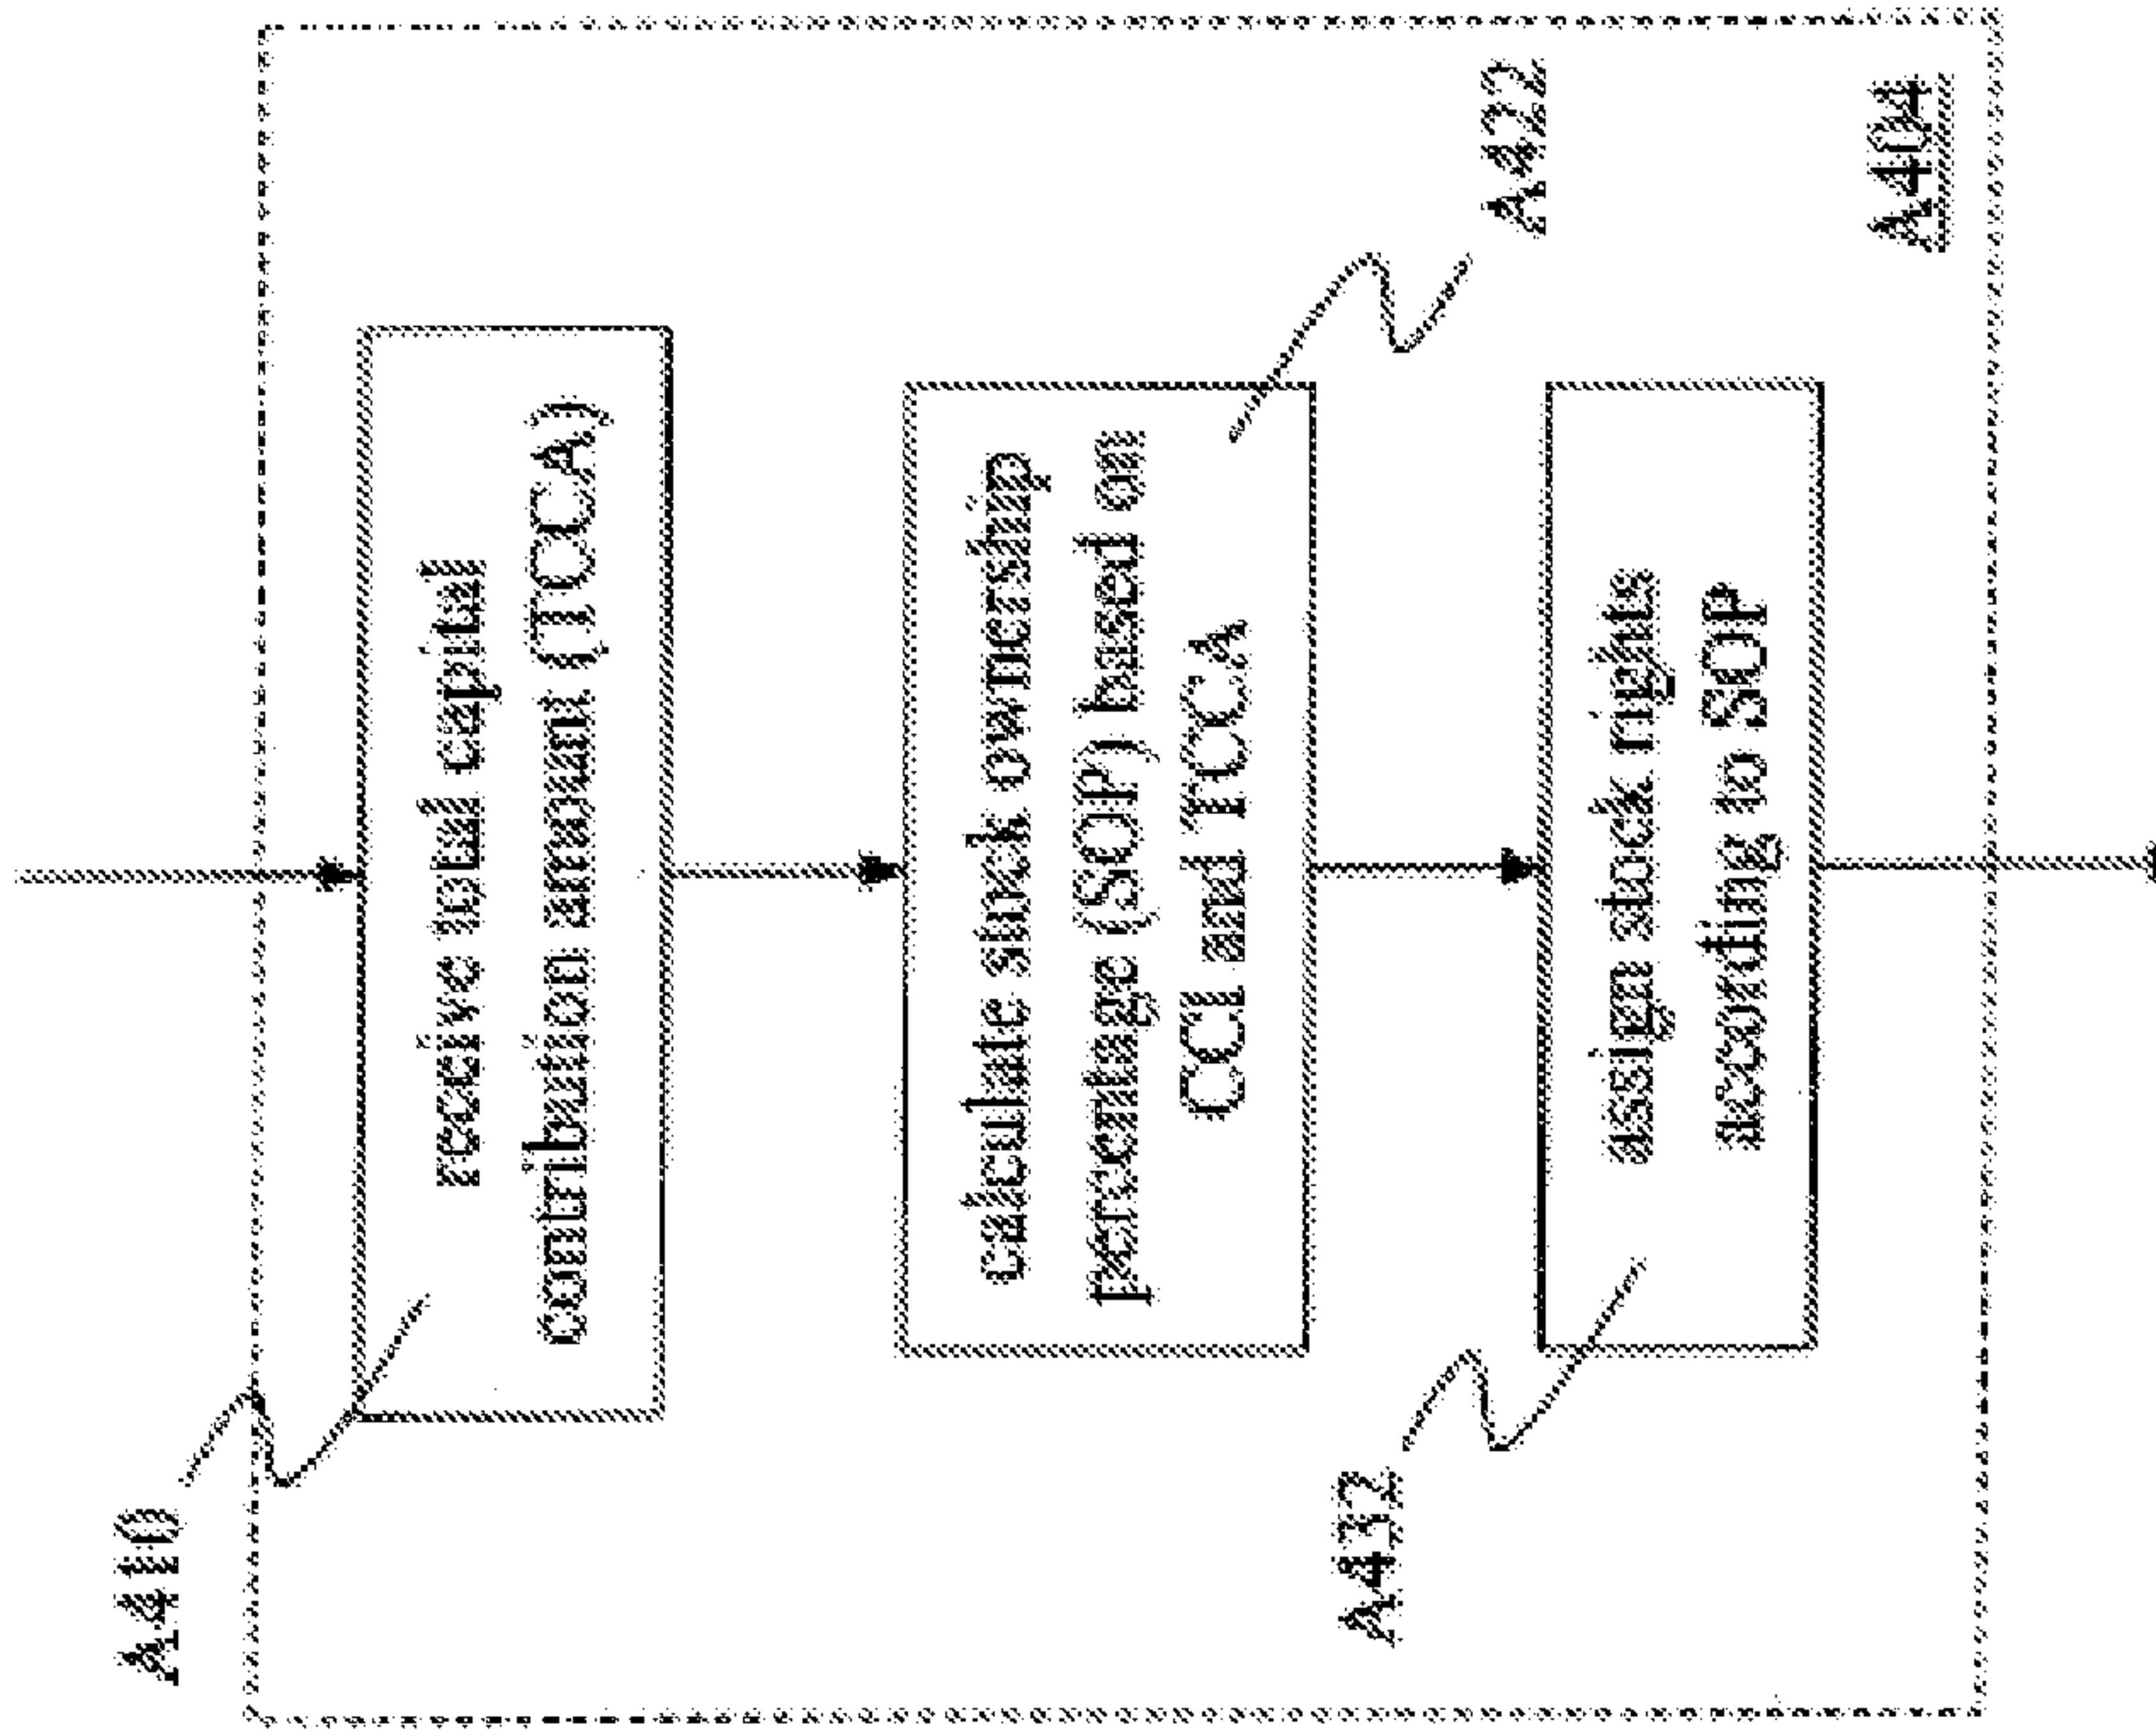 A410
receive total capital
contribution amount (TCCA)
calculate stock ownership
percentage (SOP) based on
CCI and TCCA
A422
A432
assign stock rights
according to SOP
A404